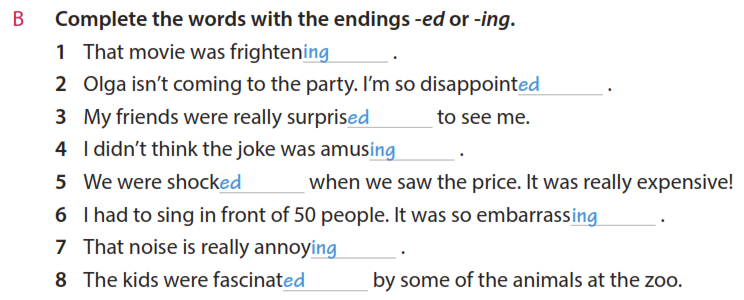 B Complete the words with the endings -ed or -ing.
1 That movie was frightening .
2 Olga isn’t coming to the party. I’m so disappointed .
3 My friends were really surprised to see me.
4 I didn’t think the joke was amusing .
5 We were shocked when we saw the price. It was really expensive!
6 I had to sing in front of 50 people. It was so embarrassing .
7 That noise is really annoying .
8 The kids were fascinated by some of the animals at the zoo.